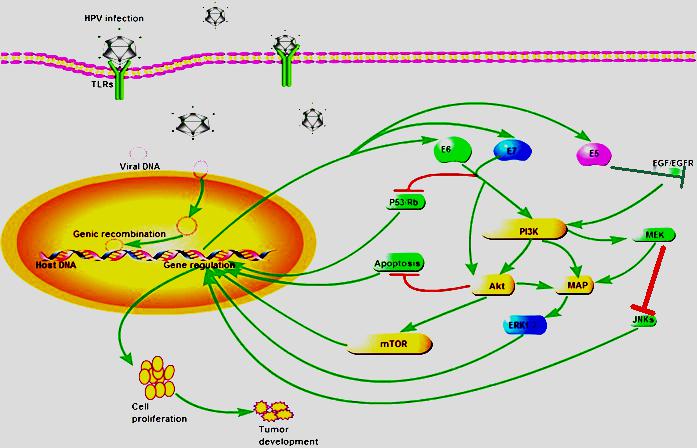 HPV infection
TLRs
Viral DNA
E6
E7
E5
EGF/EGFR
P53/Rb
Genic recombination
PI3K
MEK
Host DNA
Gene regulation
Apoptosis
Akt
MAP
ERK
JNKs
mTOR
Cell
proliferation
Tumor
development